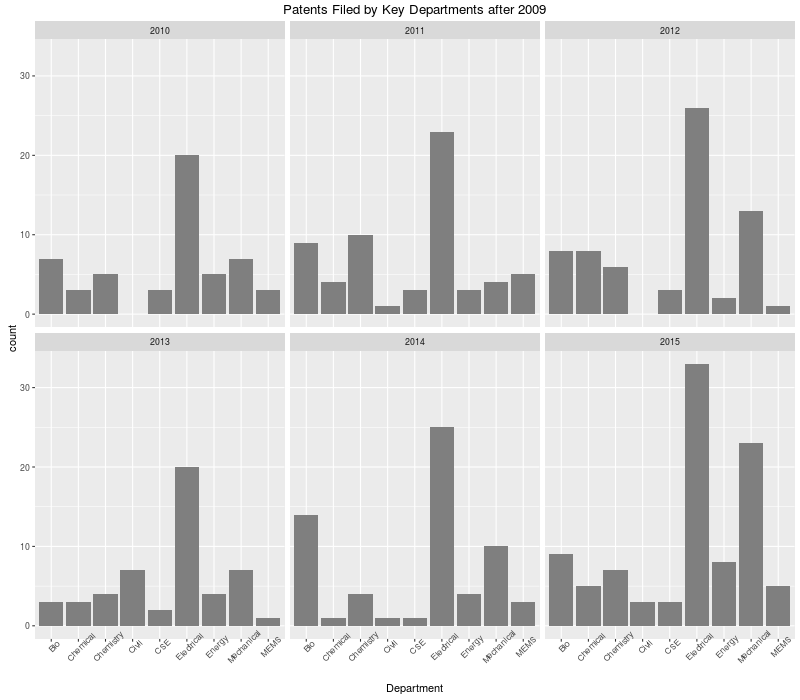 Patents Filed by Key Departments after 2009
2010 2011 2012
30
20
10
0
count
2013 2014 2015
30
20
10
0
Bio Chemical Chemistry Civil CSE Electrical Energy Mechanical MEMS Bio Chemical Chemistry Civil CSE Electrical Energy Mechanical MEMS Bio Chemical Chemistry Civil CSE Electrical Energy Mechanical MEMS
Department